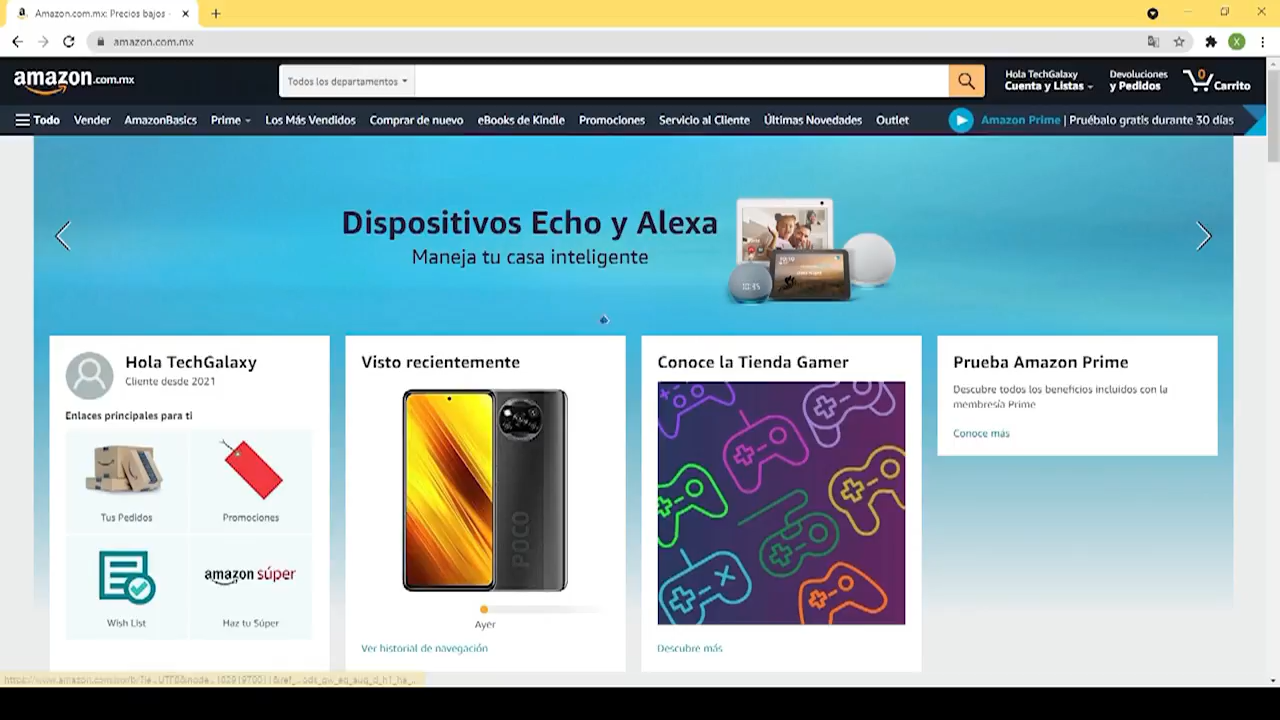 Amazon.com.mx: Precios bajos -
amazon.com.mx
X
amazon.com.mx
Todos los departamentos
Hola TechGalaxy
Cuenta y Listas
Devoluciones
y Pedidos
0
Carrito
Todo
Vender
AmazonBasics
Prime
Los Más Vendidos
Comprar de nuevo
eBooks de Kindle
Promociones
Servicio al Cliente
Últimas Novedades
Outlet
Amazon Prime | Pruébalo gratis durante 30 días
Dispositivos Echo y Alexa
Maneja tu casa inteligente
Hola TechGalaxy
Cliente desde 2021
Enlaces principales para ti
Tus Pedidos
Promociones
Wish List
amazon súper
Haz tu Súper
Visto recientemente
POCO
Ayer
Ver historial de navegación
Conoce la Tienda Gamer
Descubre más
Prueba Amazon Prime
Descubre todos los beneficios incluidos con la
membresía Prime
Conoce más